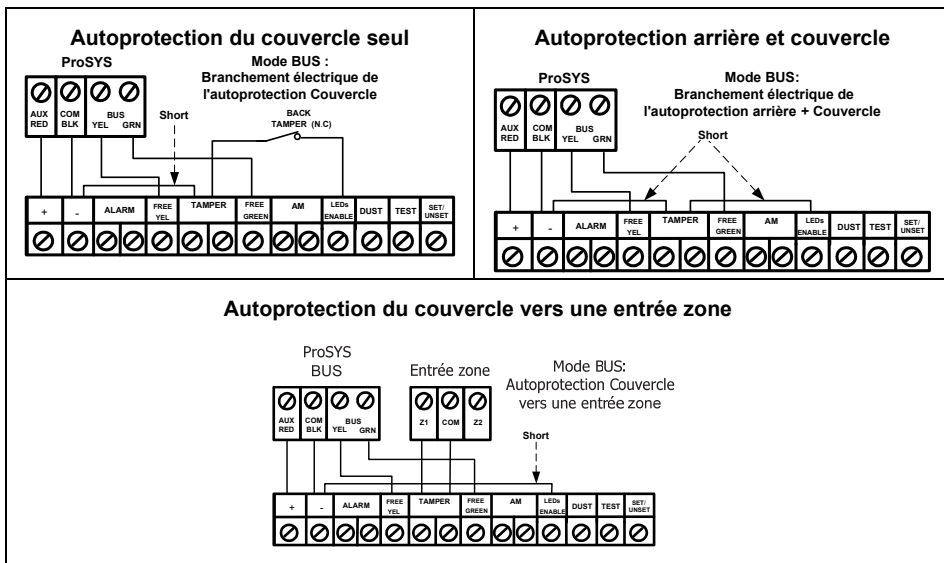 Autoprotection du couvercle seul
ProSYS
Mode BUS :
Branchement électrique de
l'autoprotection Couvercle
AUX
RED
COM
BLK
BUS
YEL GRN
Short
BACK
TAMPER (N.C)
+ - ALARM FREE YEL TAMPER FREE GREEN AM LEDs ENABLE DUST TEST SET/ UNSET
Autoprotection arrière et couvercle
ProSYS
Mode BUS:
Branchement électrique de
l'autoprotection arrière + Couvercle
AUX
RED
COM
BLK
BUS
YEL GRN
Short
+ - ALARM FREE YEL TAMPER FREE GREEN AM LEDs ENABLE DUST TEST SET/ UNSET
Autoprotection du couvercle vers une entrée zone
ProSYS
BUS
Entrée zone
Mode BUS:
Autoprotection Couvercle
vers une entrée zone
AUX
RED
COM
BLK
BUS
YEL GRN
Z1 COM Z2
Short
+ - ALARM FREE YEL TAMPER FREE GREEN AM LEDs ENABLE DUST TEST SET/ UNSET